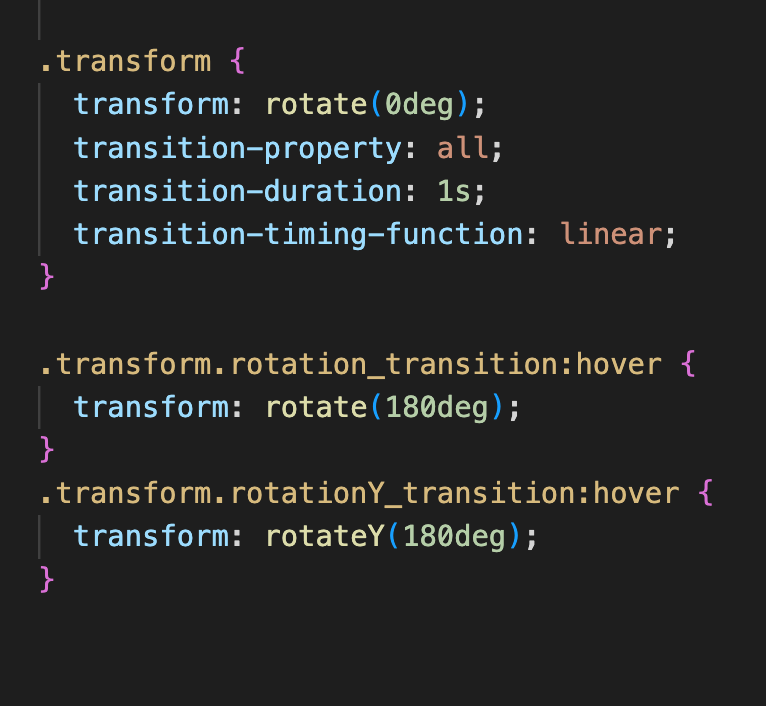 .transform {
  transform: rotate(0deg);
  transition-property: all;
  transition-duration: 1s;
  transition-timing-function: linear;
}

.transform.rotation_transition:hover {
  transform: rotate(180deg);
}
.transform.rotationY_transition:hover {
  transform: rotateY(180deg);
}